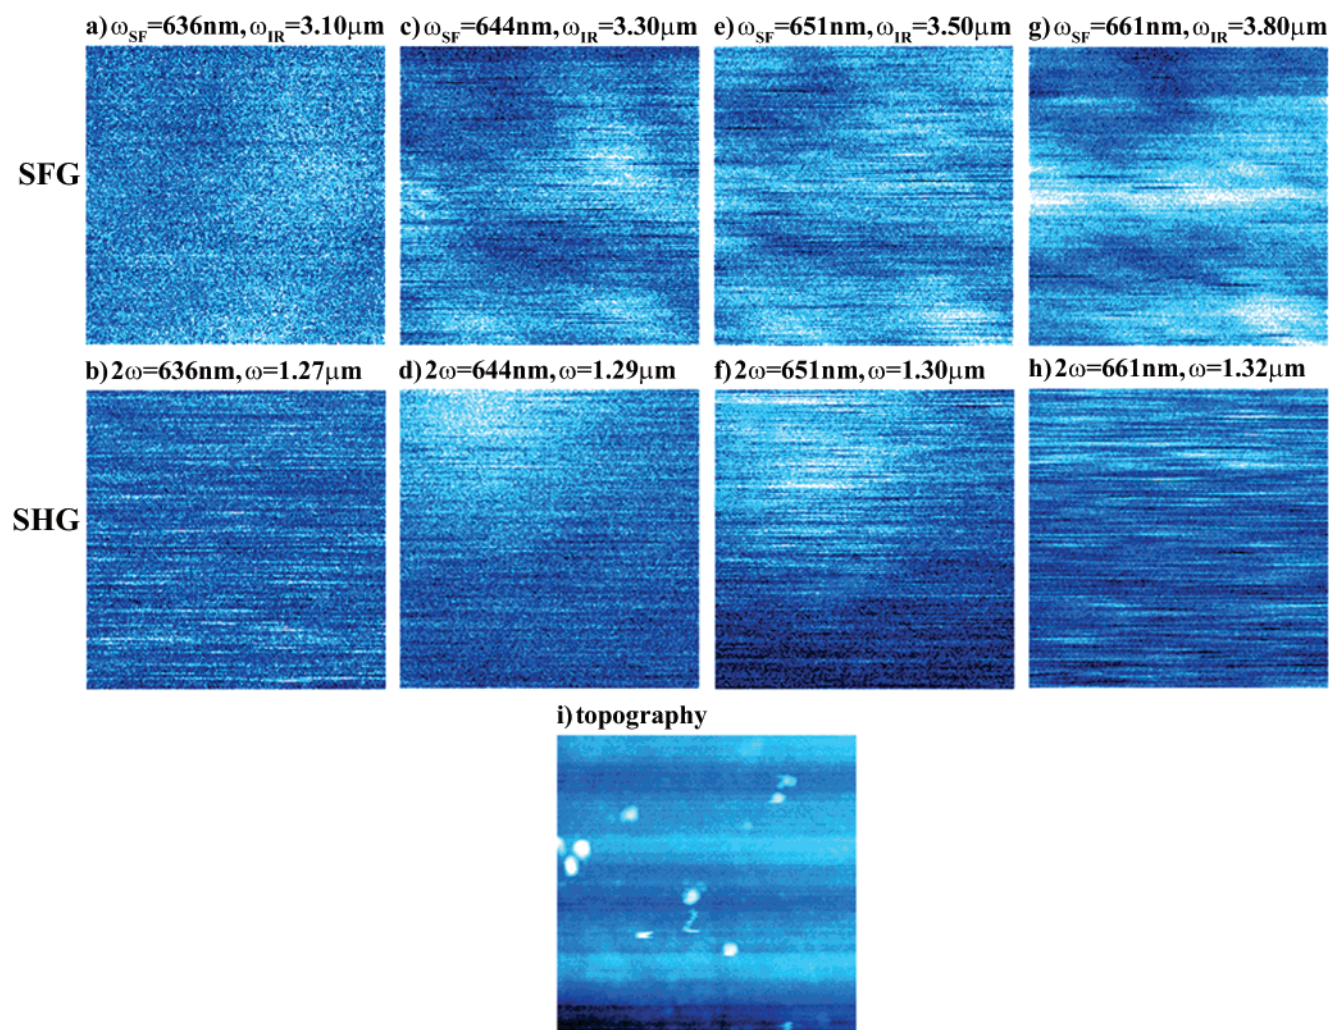 a) ωSF=636nm, ωIR=3.10μm
c) ωSF=644nm, ωIR=3.30μm
e) ωSF=651nm, ωIR=3.50μm
g) ωSF=661nm, ωIR=3.80μm
SFG
b) 2ω=636nm, ω=1.27μm
d) 2ω=644nm, ω=1.29μm
f) 2ω=651nm, ω=1.30μm
h) 2ω=661nm, ω=1.32μm
SHG
i) topography